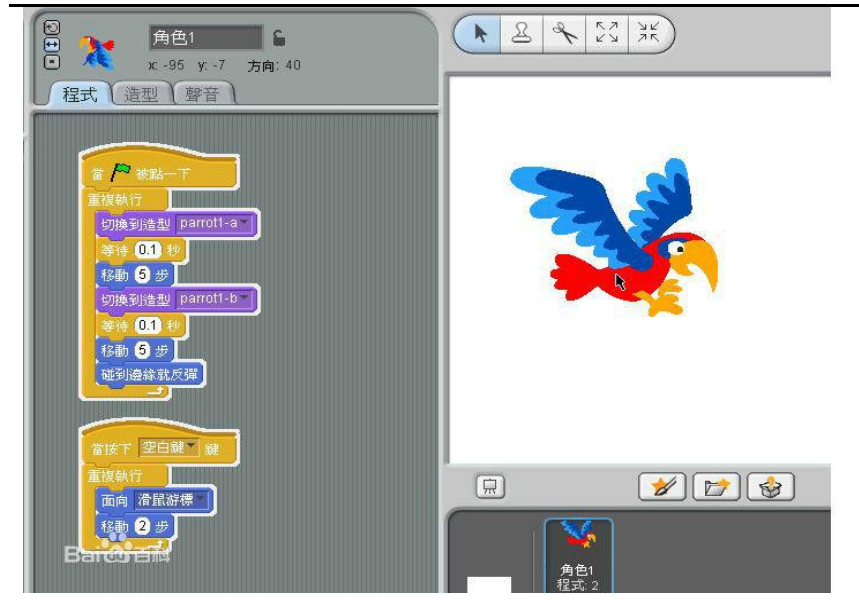 角色1
x: -95 y: -7 方向: 40
程式 造型 聲音
當 被點一下
重複執行
切換到造型 parrot1-a
等待 0.1 秒
移動 5 步
切換到造型 parrot1-b
等待 0.1 秒
移動 5 步
碰到邊緣就反彈
當按下 空白鍵 鍵
重複執行
面向 滑鼠游標
移動 2 步
Bai 百科
角色1
程式: 2